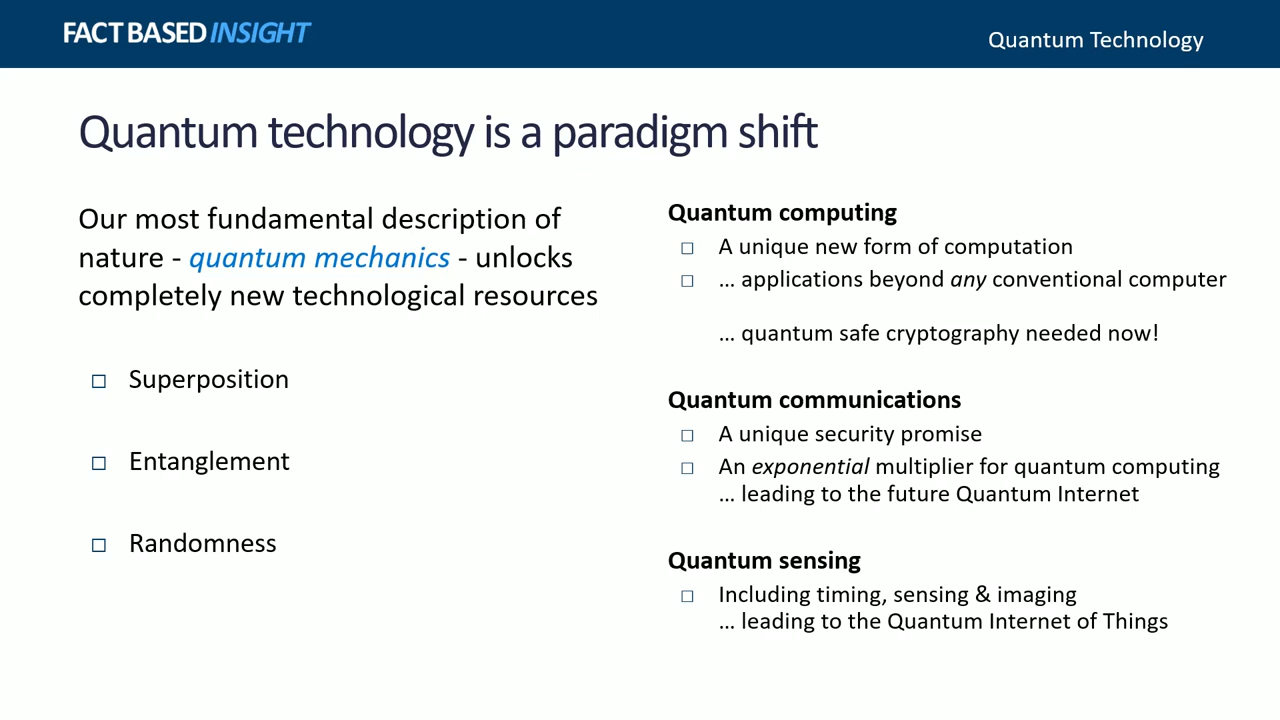 FACT BASED INSIGHT
Quantum Technology
Quantum technology is a paradigm shift
Our most fundamental description of
nature - quantum mechanics - unlocks
completely new technological resources
Superposition
Entanglement
Randomness
Quantum computing
A unique new form of computation
... applications beyond any conventional computer
... quantum safe cryptography needed now!
Quantum communications
A unique security promise
An exponential multiplier for quantum computing
... leading to the future Quantum Internet
Quantum sensing
Including timing, sensing & imaging
... leading to the Quantum Internet of Things